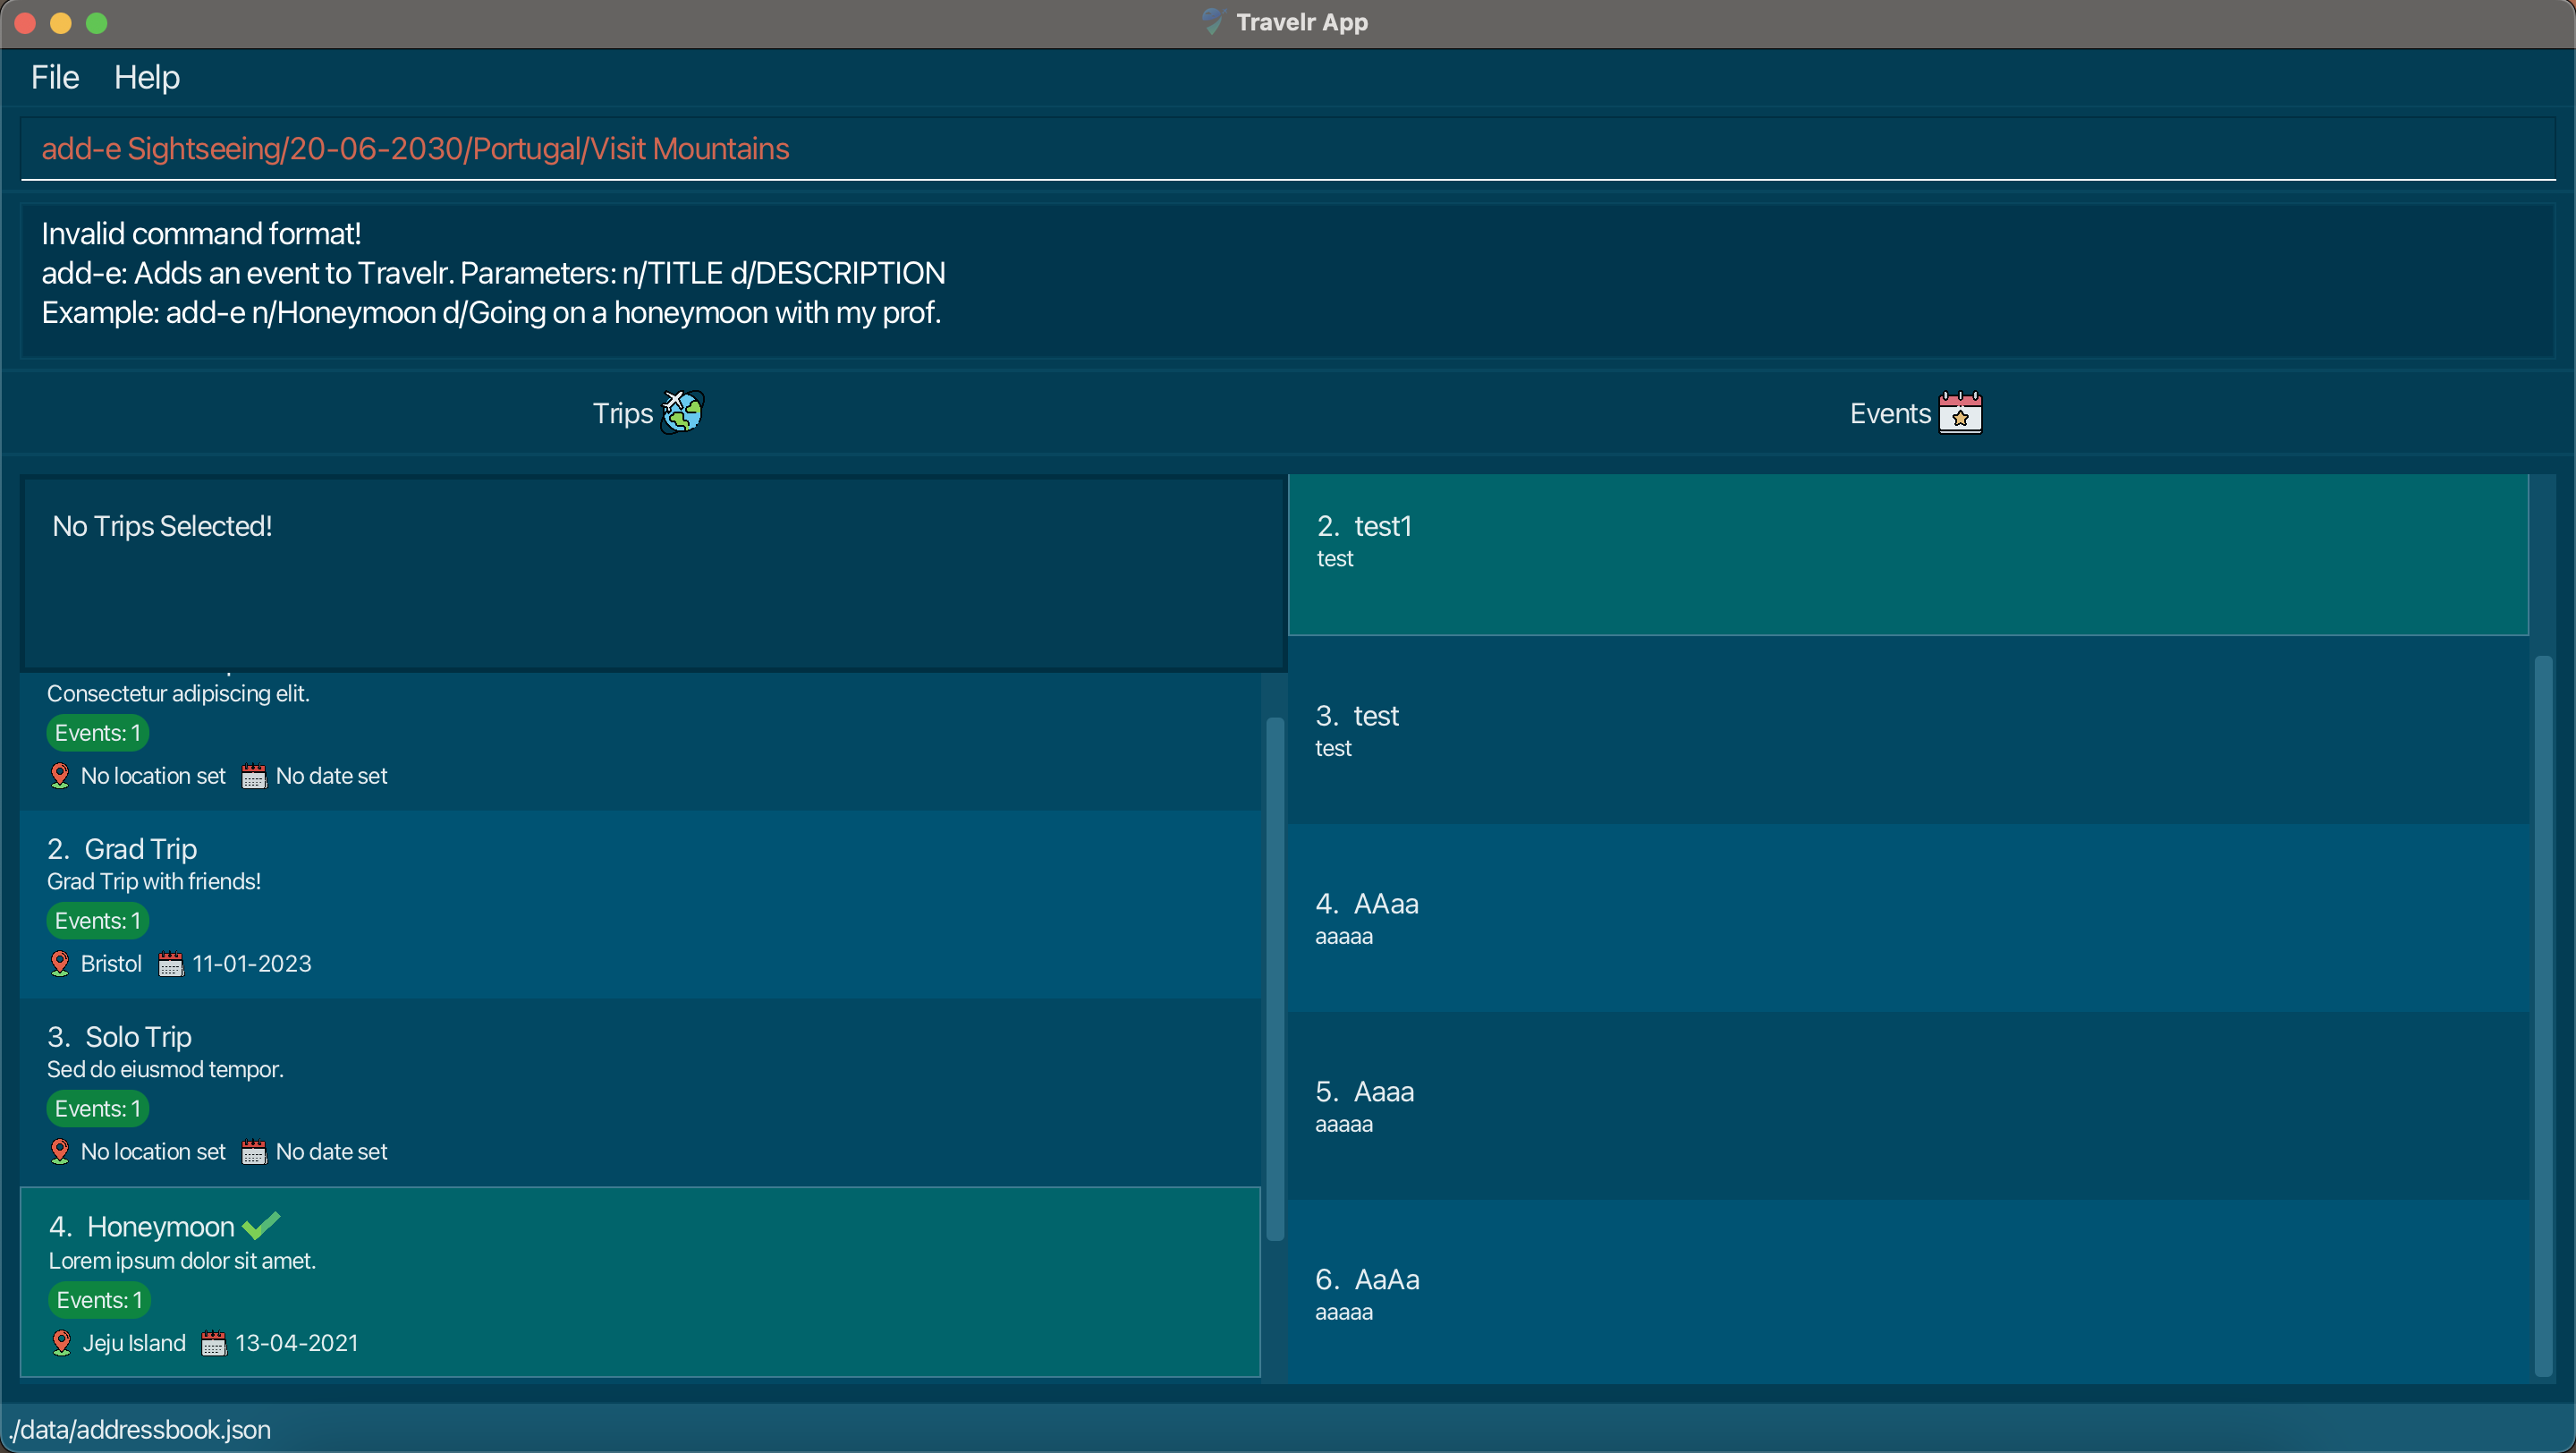 Travelr App
File Help
add-e Sightseeing/20-06-2030/Portugal/Visit Mountains
Invalid command format!
add-e: Adds an event to Travelr. Parameters: n/TITLE d/DESCRIPTION
Example: add-e n/Honeymoon d/Going on a honeymoon with my prof.
Trips
Events
No Trips Selected!
Consectetur adipiscing elit.
Events: 1
No location set No date set
2. Grad Trip
Grad Trip with friends!
Events: 1
Bristol 11-01-2023
3. Solo Trip
Sed do eiusmod tempor.
Events: 1
No location set No date set
4. Honeymoon
Lorem ipsum dolor sit amet.
Events: 1
Jeju Island 13-04-2021
2. test1
test
3. test
test
4. AAaa
aaaaa
5. Aaaa
aaaaa
6. AaAa
aaaaa
./data/addressbook.json